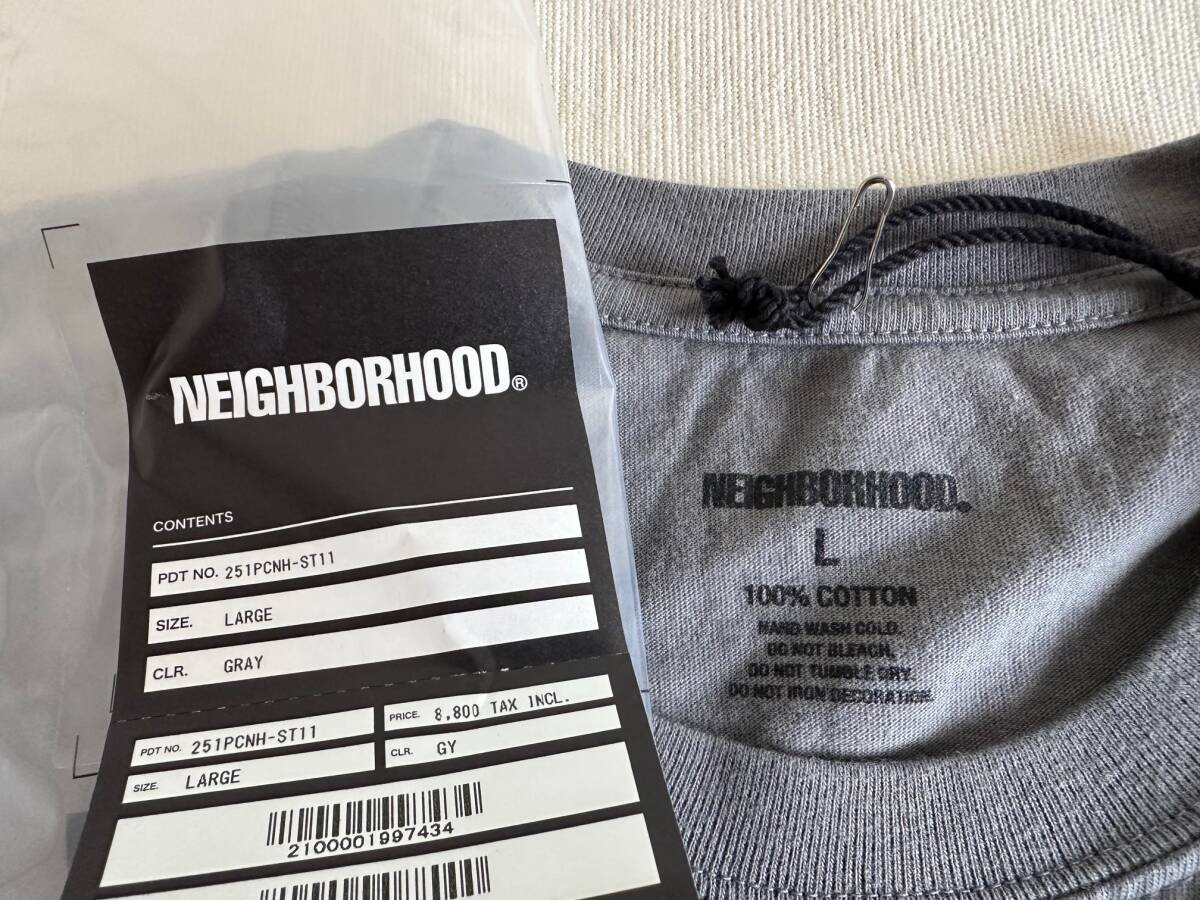 NEIGHBORHOOD®
CONTENTS
PDT NO. 251PCNH-ST11
SIZE. LARGE
CLR. GRAY
PDT NO. 251PCNH-ST11
PRICE. 8,800 TAX INCL.
SIZE. LARGE
CLR. GY
2100001997434
NEIGHBORHOOD®
L
100% COTTON
HAND WASH COLD.
DO NOT BLEACH.
DO NOT TUMBLE DRY.
DO NOT IRON DECORATION.